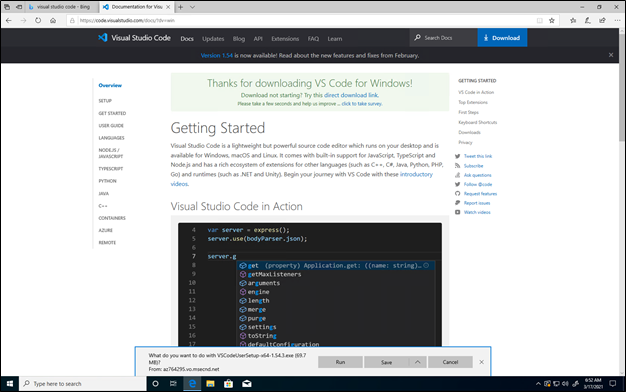 visual studio code - Bing
Documentation for Visual
https://code.visualstudio.com/docs/?dv=win
Visual Studio Code
Docs
Updates
Blog
API
Extensions
FAQ
Learn
Search Docs
Download
Version 1.54 is now available! Read about the new features and fixes from February.
Overview
SETUP
GET STARTED
USER GUIDE
LANGUAGES
NODE.JS /
JAVASCRIPT
TYPESCRIPT
PYTHON
JAVA
C++
CONTAINERS
AZURE
REMOTE
Thanks for downloading VS Code for Windows!
Download not starting? Try this direct download link.
Please take a few seconds and help us improve ... click to take survey.
Getting Started
Visual Studio Code is a lightweight but powerful source code editor which runs on your desktop and is
available for Windows, macOS and Linux. It comes with built-in support for JavaScript, TypeScript and
Node.js and has a rich ecosystem of extensions for other languages (such as C++, C#, Java, Python, PHP,
Go) and runtimes (such as .NET and Unity). Begin your journey with VS Code with these introductory
videos.
Visual Studio Code in Action
4 var server = express();
5 server.use(bodyParser.json);
6
7 server.g
get (property) Application.get: ((name: string)...
getMaxListeners
arguments
engine
length
merge
purge
settings
toString
defaultConfiguration
GETTING STARTED
VS Code in Action
Top Extensions
First Steps
Keyboard Shortcuts
Downloads
Privacy
Tweet this link
Subscribe
Ask questions
Follow @code
Request features
Report issues
Watch videos
What do you want to do with VSCodeUserSetup-x64-1.54.3.exe (69.7
MB)?
From: az764295.vo.msecnd.net
Run
Save
Cancel
Type here to search
6:52 AM
3/17/2021